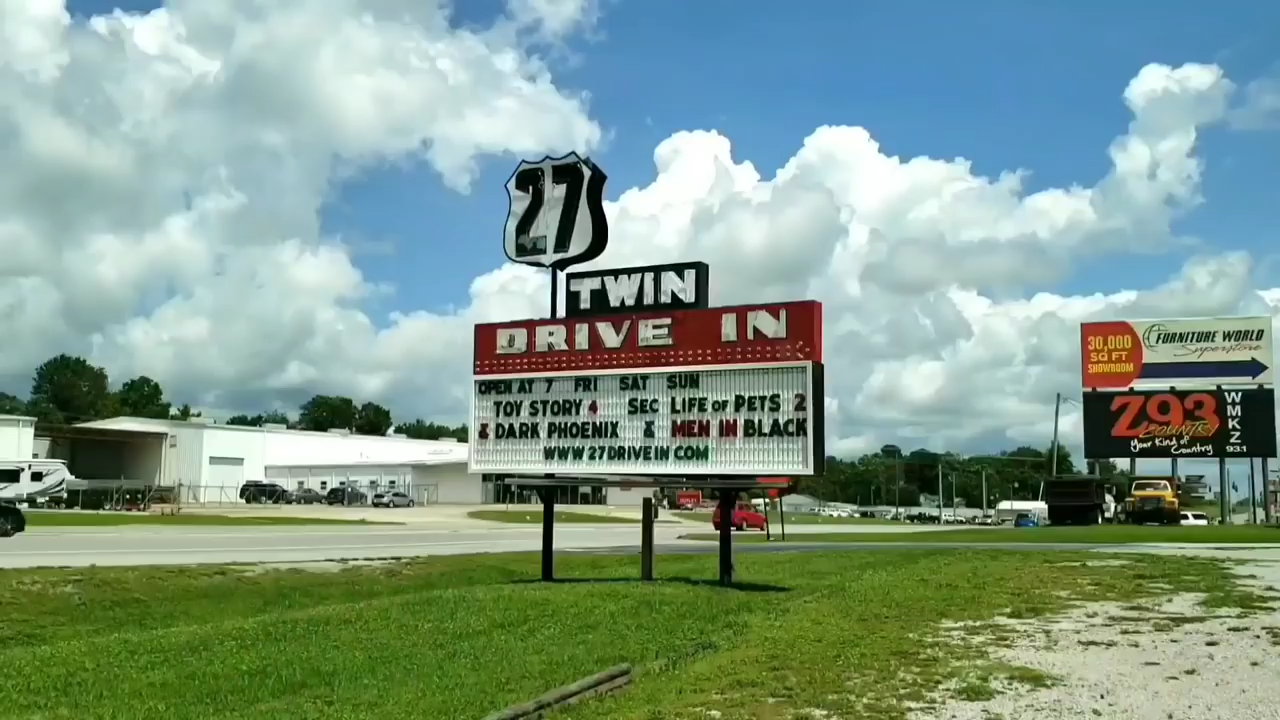 27
TWIN
DRIVE IN
OPEN AT 7 FRI SAT SUN
TOY STORY 4 SEC LIFE OF PETS 2
& DARK PHOENIX & MEN IN BLACK
WWW.27DRIVEIN.COM
30,000
SQ FT
SHOWROOM
FURNITURE WORLD
Superstore
Z93
COUNTRY
Your Kind of
Country
WMKZ
93.1